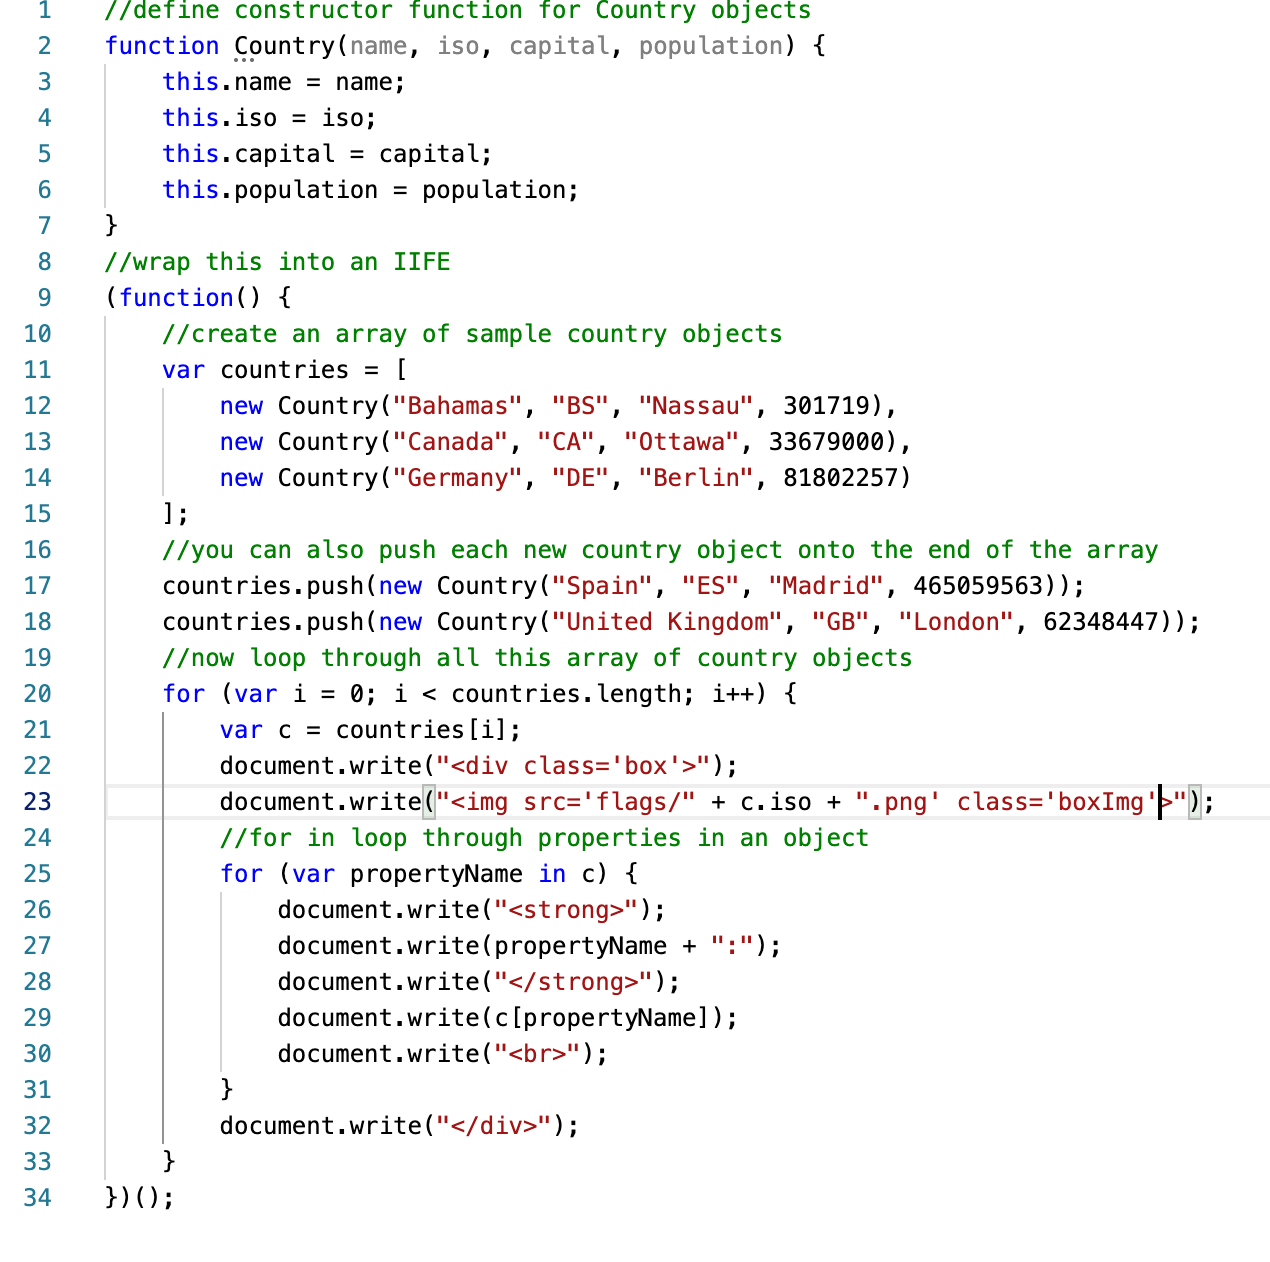 1 //define constructor function for Country objects
2 function Country(name, iso, capital, population) {
3     this.name = name;
4     this.iso = iso;
5     this.capital = capital;
6     this.population = population;
7 }
8 //wrap this into an IIFE
9 (function() {
10     //create an array of sample country objects
11     var countries = [
12         new Country("Bahamas", "BS", "Nassau", 301719),
13         new Country("Canada", "CA", "Ottawa", 33679000),
14         new Country("Germany", "DE", "Berlin", 81802257)
15     ];
16     //you can also push each new country object onto the end of the array
17     countries.push(new Country("Spain", "ES", "Madrid", 465059563));
18     countries.push(new Country("United Kingdom", "GB", "London", 62348447));
19     //now loop through all this array of country objects
20     for (var i = 0; i < countries.length; i++) {
21         var c = countries[i];
22         document.write("<div class='box'>");
23         document.write("<img src='flags/" + c.iso + ".png' class='boxImg'>");
24         //for in loop through properties in an object
25         for (var propertyName in c) {
26             document.write("<strong>");
27             document.write(propertyName + ":");
28             document.write("</strong>");
29             document.write(c[propertyName]);
30             document.write("<br>");
31         }
32         document.write("</div>");
33     }
34 })();